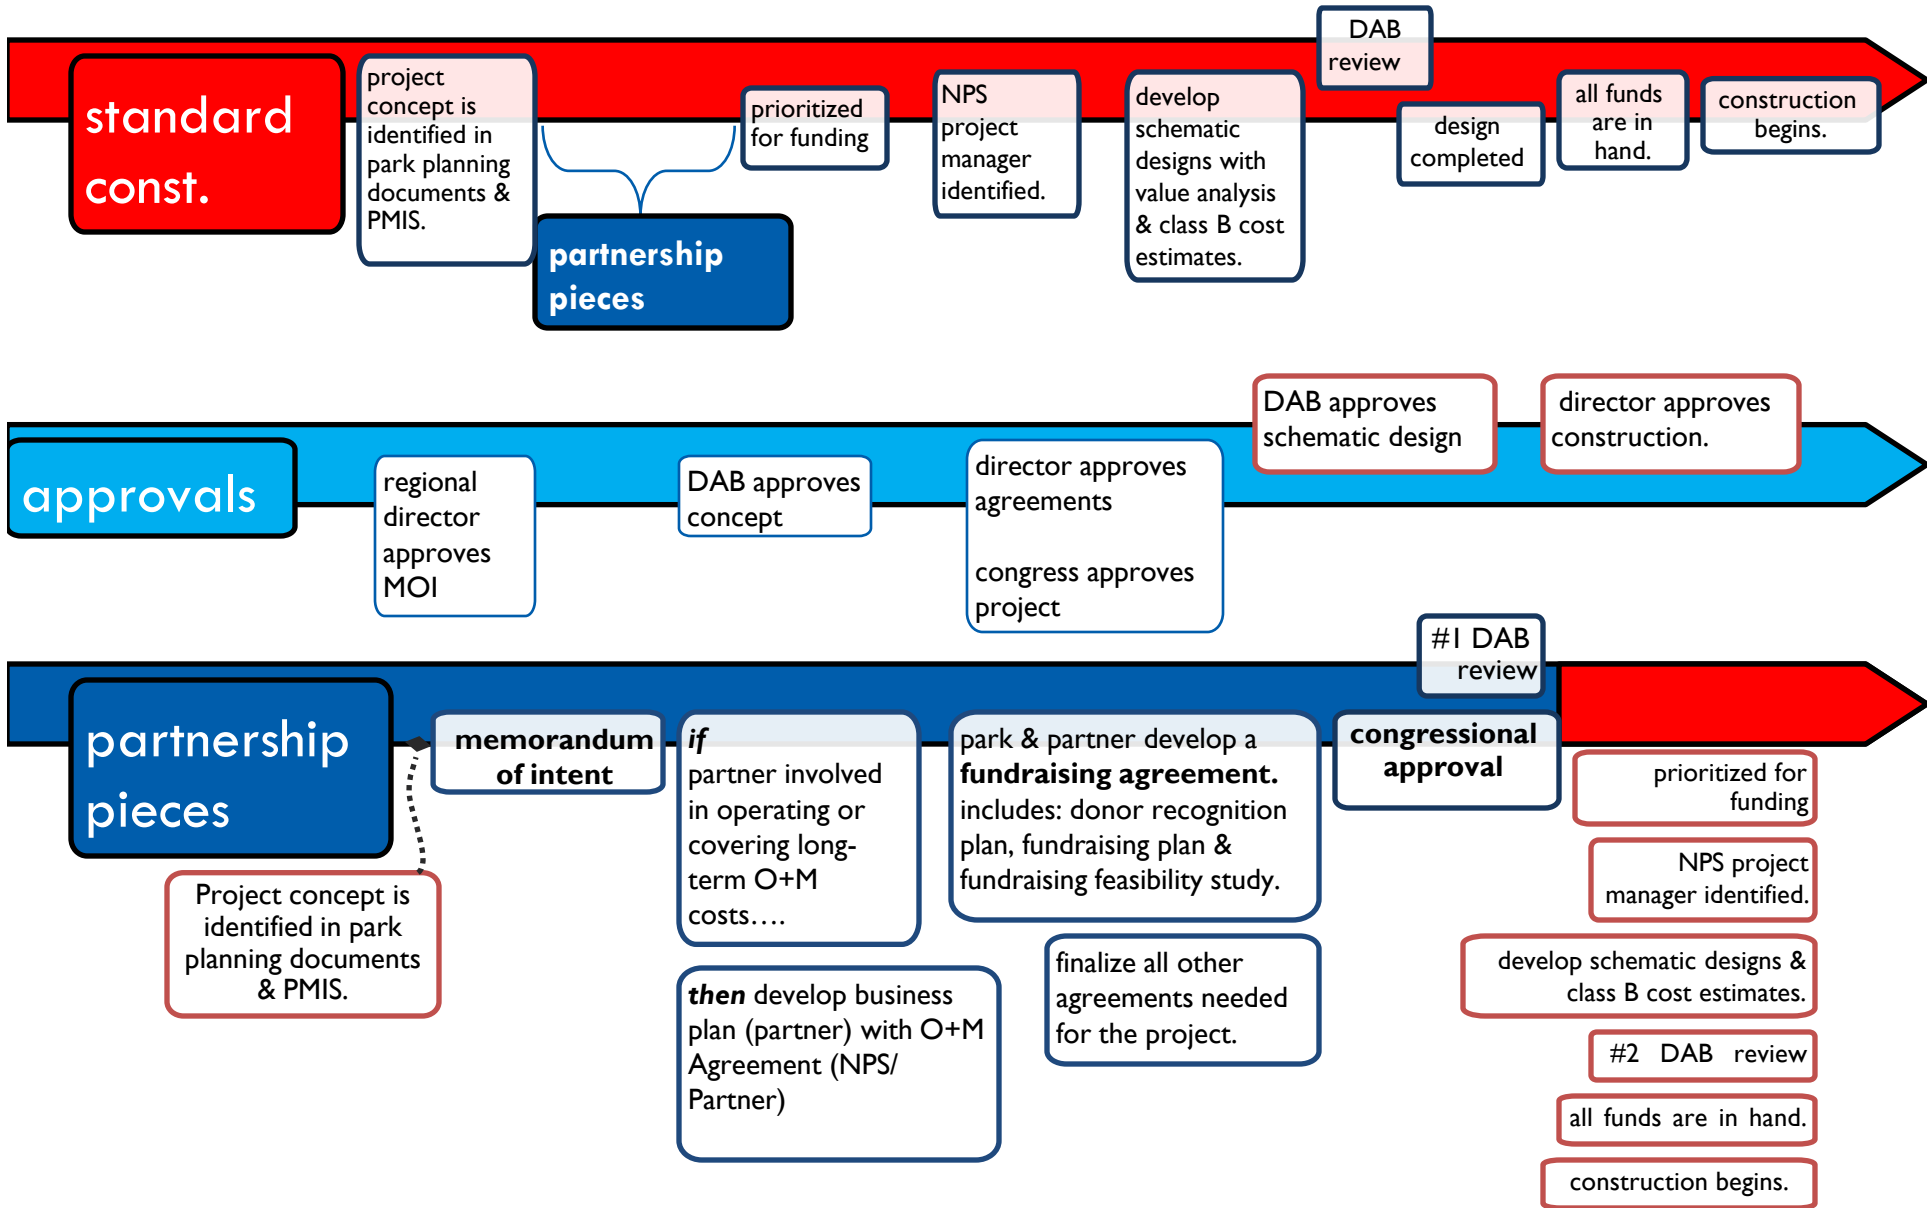 standard
const.
project
concept is
identified in
park planning
documents &
PMIS.
partnership
pieces
prioritized
for funding
NPS
project
manager
identified.
develop
schematic
designs with
value analysis
& class B cost
estimates.
DAB
review
design
completed
all funds
are in
hand.
construction
begins.
approvals
regional
director
approves
MOI
DAB approves
concept
director approves
agreements
congress approves
project
DAB approves
schematic design
director approves
construction.
partnership
pieces
Project concept is
identified in park
planning documents
& PMIS.
memorandum
of intent
if
partner involved
in operating or
covering long-
term O+M
costs….
then develop business
plan (partner) with O+M
Agreement (NPS/
Partner)
park & partner develop a
fundraising agreement.
includes: donor recognition
plan, fundraising plan &
fundraising feasibility study.
finalize all other
agreements needed
for the project.
#1 DAB
review
congressional
approval
prioritized for
funding
NPS project
manager identified.
develop schematic designs &
class B cost estimates.
#2 DAB review
all funds are in hand.
construction begins.